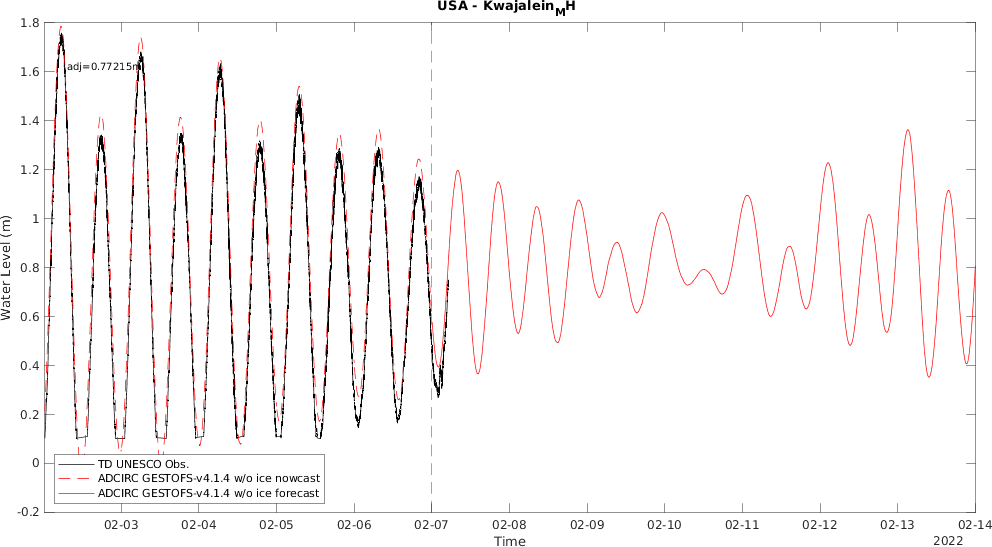 USA - Kwajalein_MH
adj=0.77215m
Water Level (m)
1.8
1.6
1.4
1.2
1
0.8
0.6
0.4
0.2
0
-0.2
TD UNESCO Obs.
ADCIRC GESTOFS-v4.1.4 w/o ice nowcast
ADCIRC GESTOFS-v4.1.4 w/o ice forecast
02-03 02-04 02-05 02-06 02-07 02-08 02-09 02-10 02-11 02-12 02-13 02-14
Time
2022